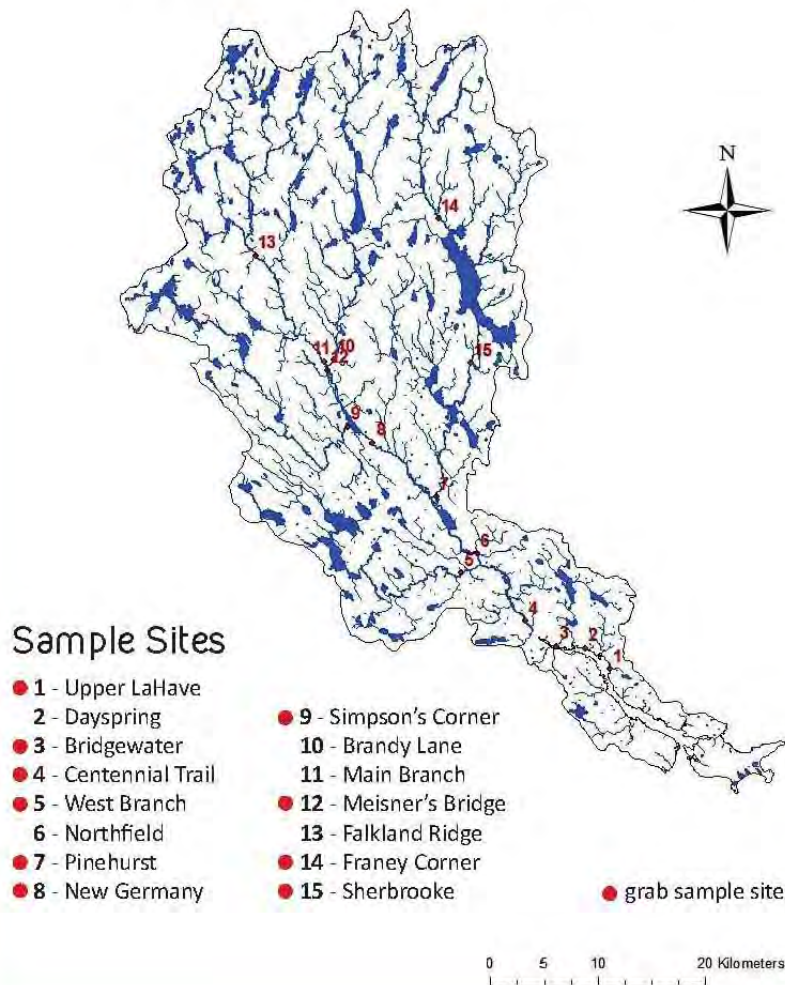 N
14
13
10
11
12
15
9
8
7
6
5
4
3
2
1
Sample Sites
1 - Upper LaHave
2 - Dayspring
3 - Bridgewater
4 - Centennial Trail
5 - West Branch
6 - Northfield
7 - Pinehurst
8 - New Germany
9 - Simpson's Corner
10 - Brandy Lane
11 - Main Branch
12 - Meisner's Bridge
13 - Falkland Ridge
14 - Franey Corner
15 - Sherbrooke
grab sample site
0 5 10 20 Kilometers